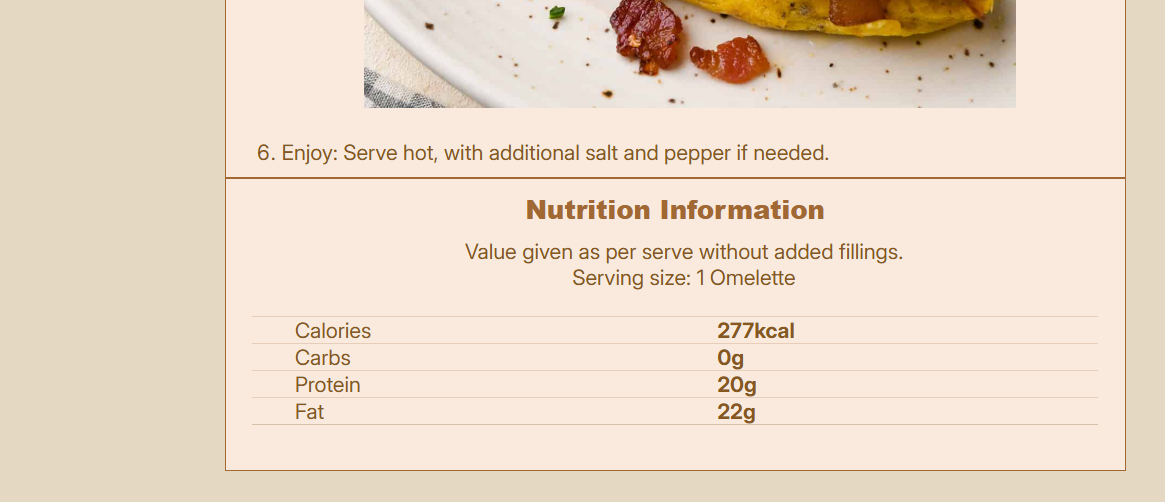 6. Enjoy: Serve hot, with additional salt and pepper if needed.
Nutrition Information
Value given as per serve without added fillings.
Serving size: 1 Omelette
Calories 277kcal
Carbs 0g
Protein 20g
Fat 22g